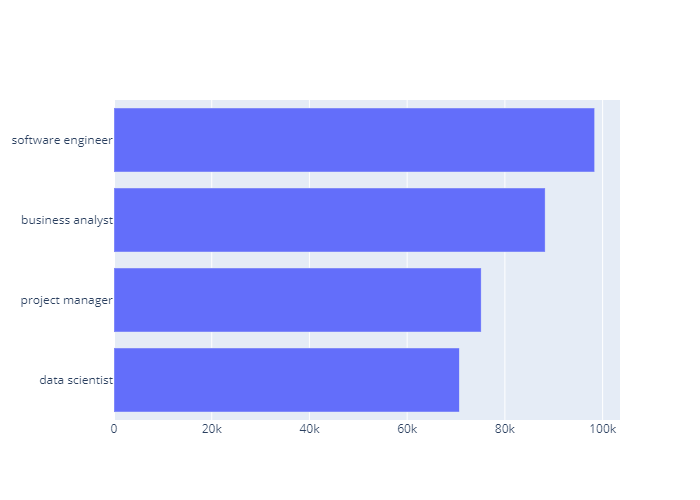 software engineer
business analyst
project manager
data scientist
0 20k 40k 60k 80k 100k